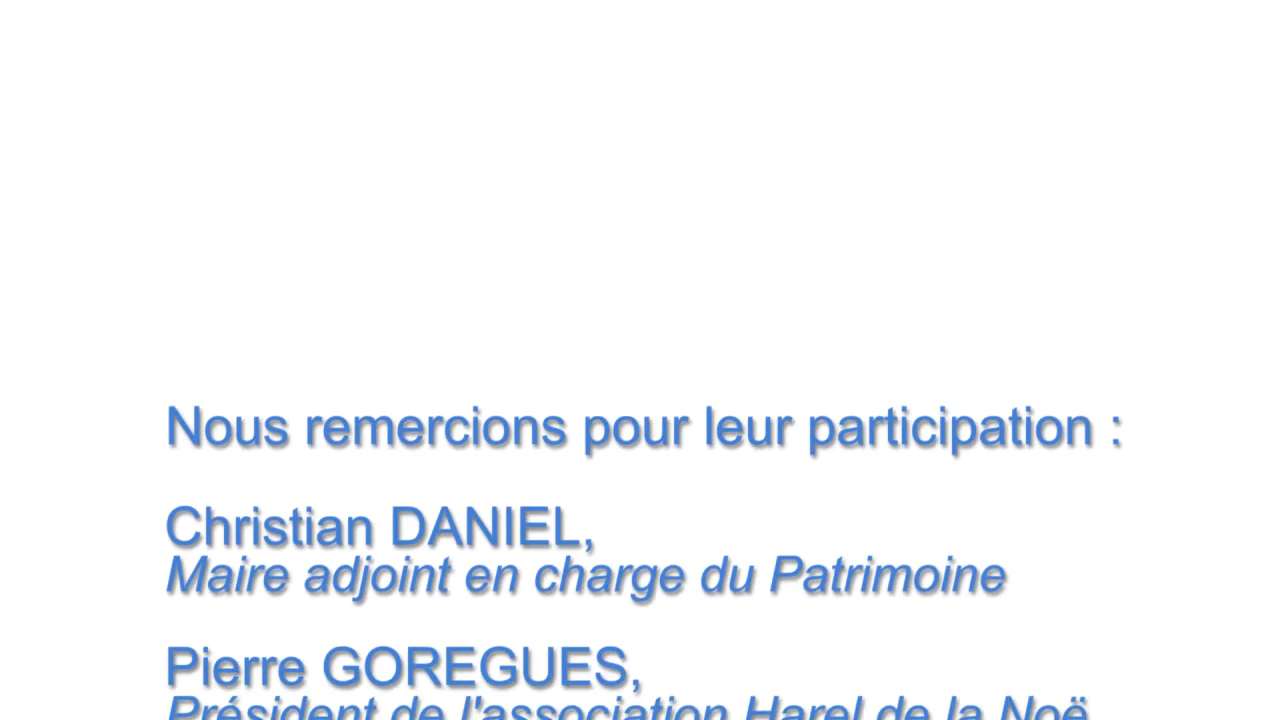 Nous remercions pour leur participation :
Christian DANIEL,
Maire adjoint en charge du Patrimoine
Pierre GOREGUES,
Président de l'association Harel de la Noë